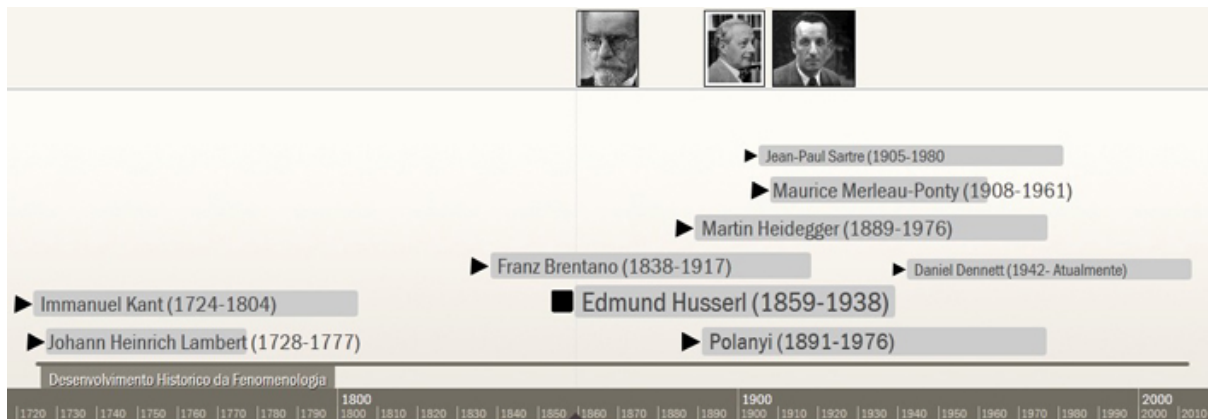 Jean-Paul Sartre (1905-1980
Maurice Merleau-Ponty (1908-1961)
Martin Heidegger (1889-1976)
Franz Brentano (1838-1917)
Daniel Dennett (1942- Atualmente)
Immanuel Kant (1724-1804)
Edmund Husserl (1859-1938)
Johann Heinrich Lambert (1728-1777)
Polanyi (1891-1976)
Desenvolvimento Historico da Fenomenologia
1800 1900 2000
1720 1730 1740 1750 1760 1770 1780 1790 1800 1810 1820 1830 1840 1850 1860 1870 1880 1890 1900 1910 1920 1930 1940 1950 1960 1970 1980 1990 2000 2010